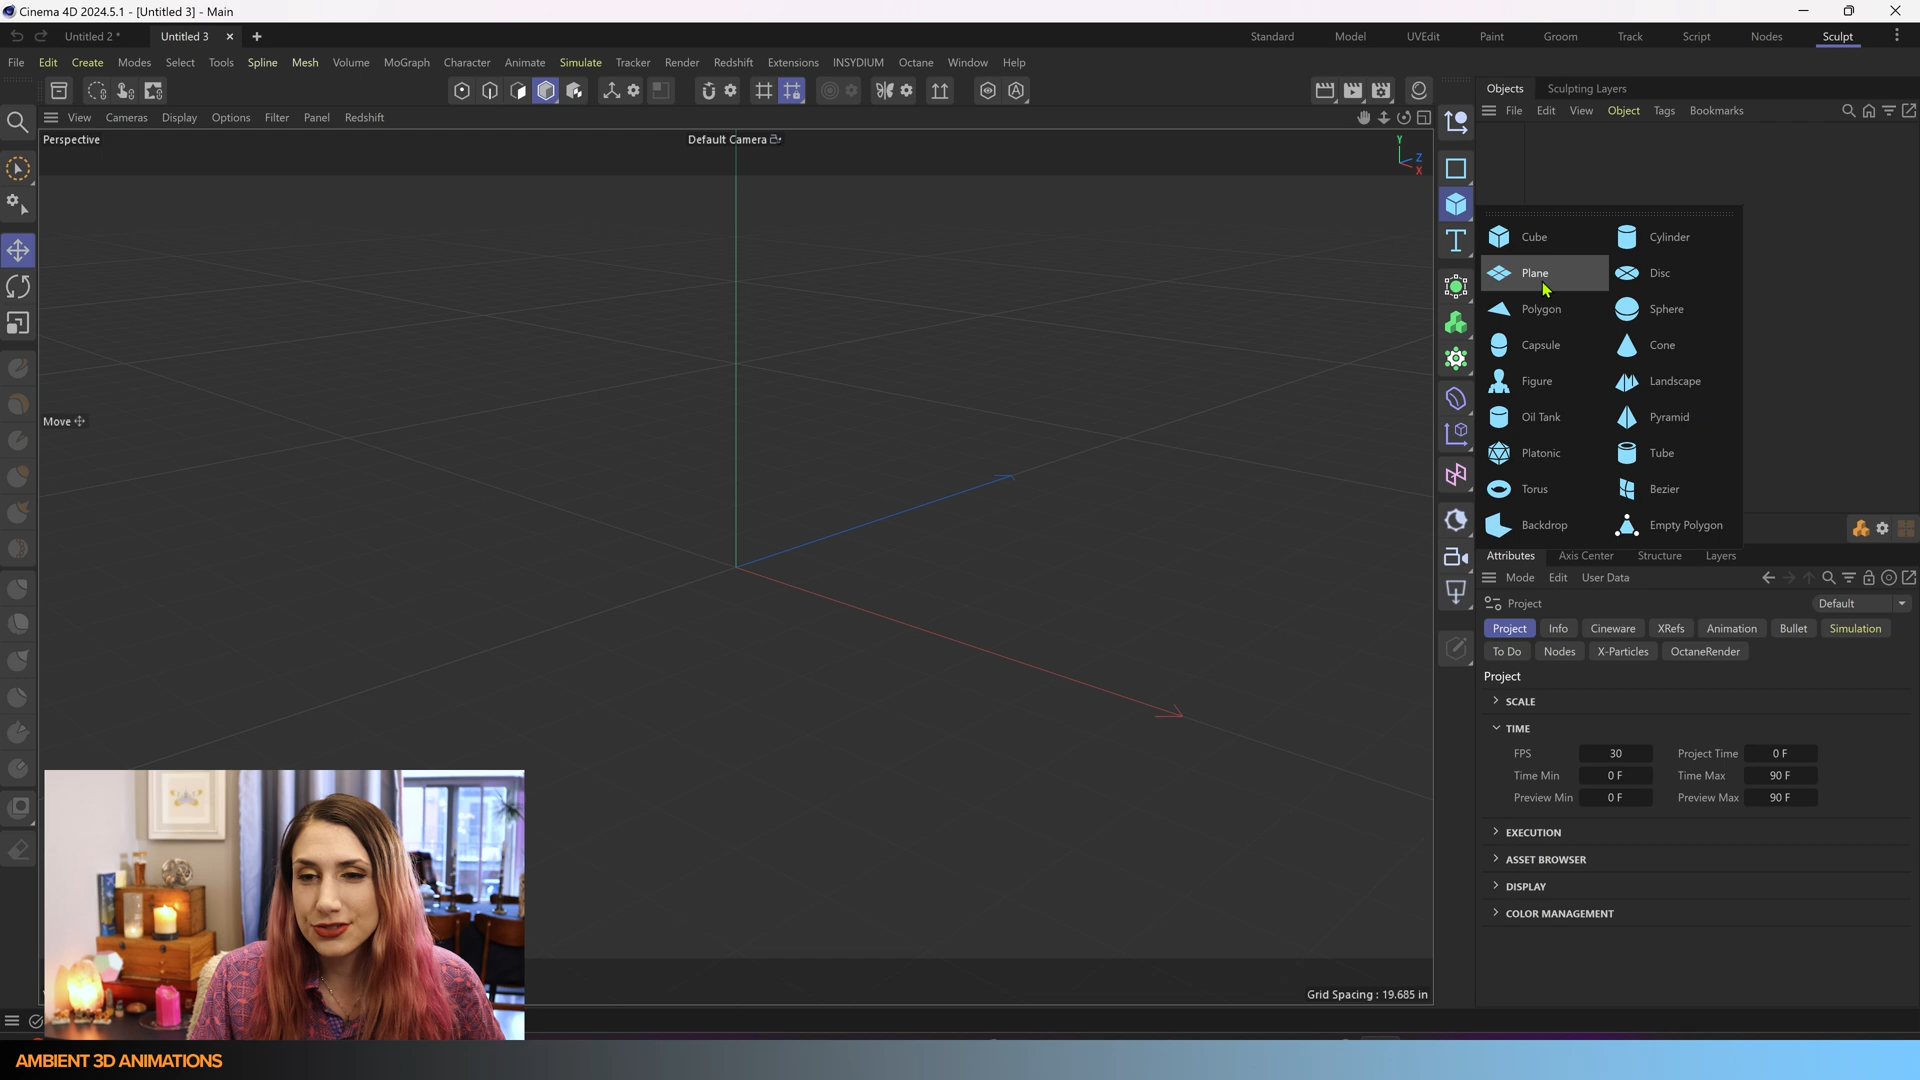 Cinema 4D 2024.5.1 - [Untitled 3] - Main
Untitled 2 *
Untitled 3
Standard Model UVEdit Paint Groom Track Script Nodes Sculpt
File Edit Create Modes Select Tools Spline Mesh Volume MoGraph Character Animate Simulate Tracker Render Redshift Extensions INSYDIUM Octane Window Help
Objects Sculpting Layers
File Edit View Object Tags Bookmarks
View Cameras Display Options Filter Panel Redshift
Perspective
Default Camera
Y
Z
X
Move
Cube Cylinder
Plane Disc
Polygon Sphere
Capsule Cone
Figure Landscape
Oil Tank Pyramid
Platonic Tube
Torus Bezier
Backdrop Empty Polygon
Attributes Axis Center Structure Layers
Mode Edit User Data
Project Default
Project Info Cineware XRefs Animation Bullet Simulation
To Do Nodes X-Particles OctaneRender
Project
SCALE
TIME
FPS 30 Project Time 0 F
Time Min 0 F Time Max 90 F
Preview Min 0 F Preview Max 90 F
EXECUTION
ASSET BROWSER
DISPLAY
COLOR MANAGEMENT
Grid Spacing : 19.685 in
AMBIENT 3D ANIMATIONS